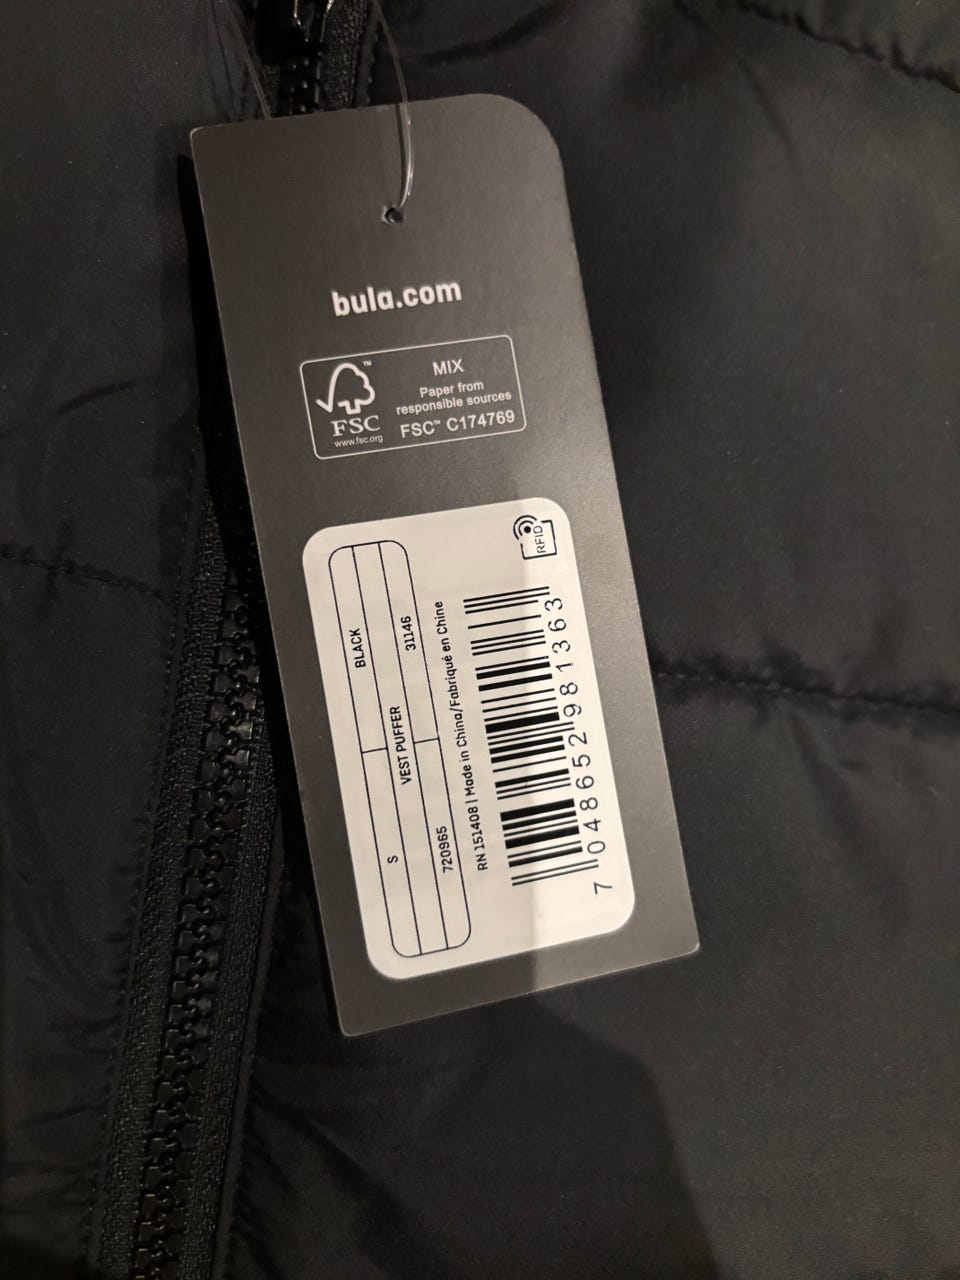 bula.com
MIX
Paper from
responsible sources
FSC™ C174769
™
FSC
www.fsc.org
RFID
S BLACK
VEST PUFFER
720965 31146
RN 151408 | Made in China/Fabriqué en Chine
7 048652 981363